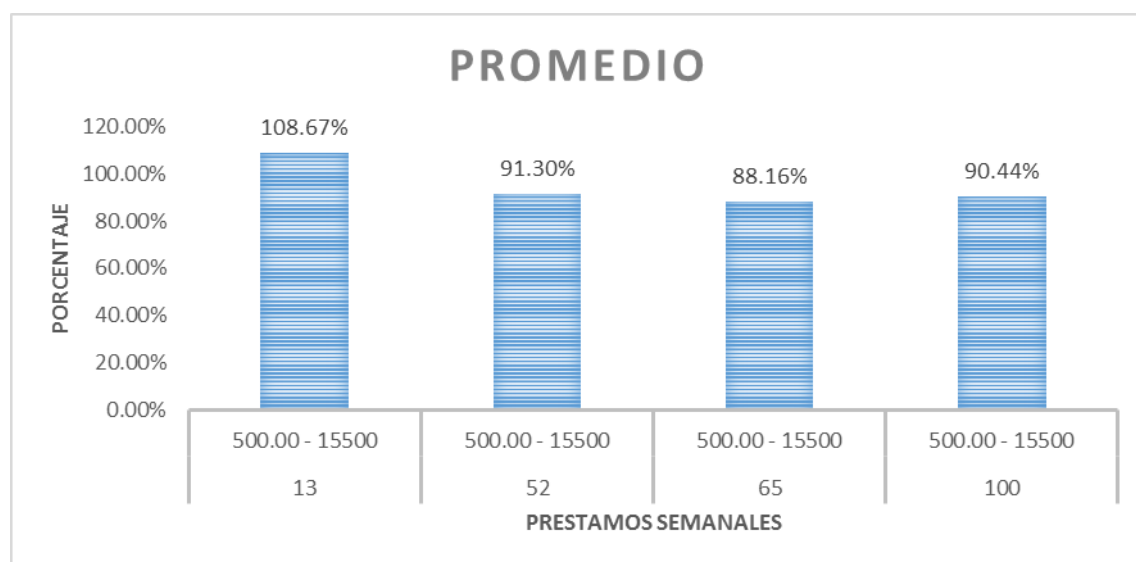 PROMEDIO
120.00%
100.00%
80.00%
60.00%
40.00%
20.00%
0.00%
PORCENTAJE
108.67%
91.30%
88.16%
90.44%
500.00 - 15500 500.00 - 15500 500.00 - 15500 500.00 - 15500
13 52 65 100
PRESTAMOS SEMANALES